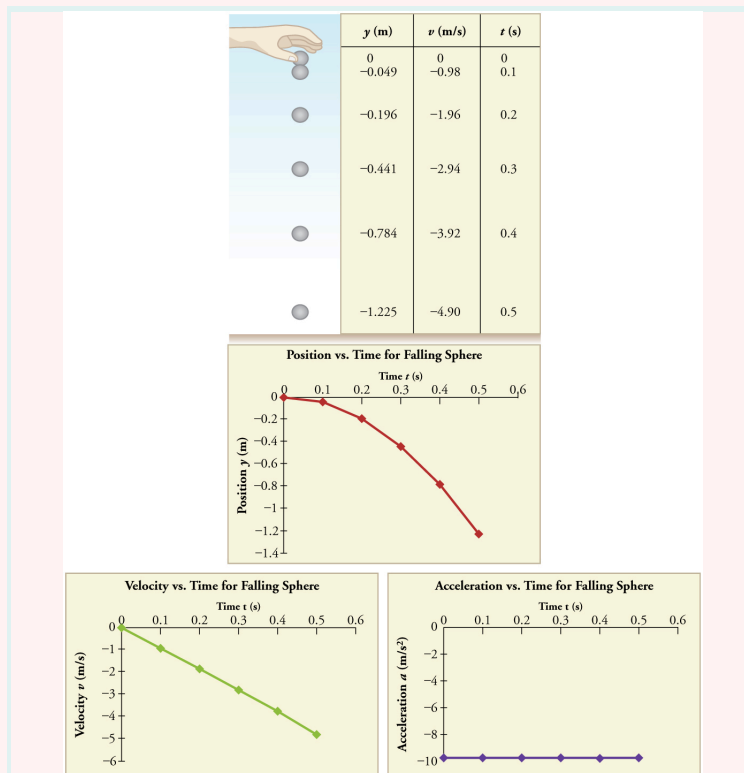 y (m) v (m/s) t (s)
0 0 0
−0.049 −0.98 0.1
−0.196 −1.96 0.2
−0.441 −2.94 0.3
−0.784 −3.92 0.4
−1.225 −4.90 0.5
Position vs. Time for Falling Sphere
Time t (s)
0 0.1 0.2 0.3 0.4 0.5 0.6
0
−0.2
−0.4
−0.6
−0.8
−1
−1.2
−1.4
Position y (m)
Velocity vs. Time for Falling Sphere
Time t (s)
0 0.1 0.2 0.3 0.4 0.5 0.6
0
−1
−2
−3
−4
−5
−6
Velocity v (m/s)
Acceleration vs. Time for Falling Sphere
Time t (s)
0 0.1 0.2 0.3 0.4 0.5 0.6
0
−2
−4
−6
−8
−10
Acceleration a (m/s²)